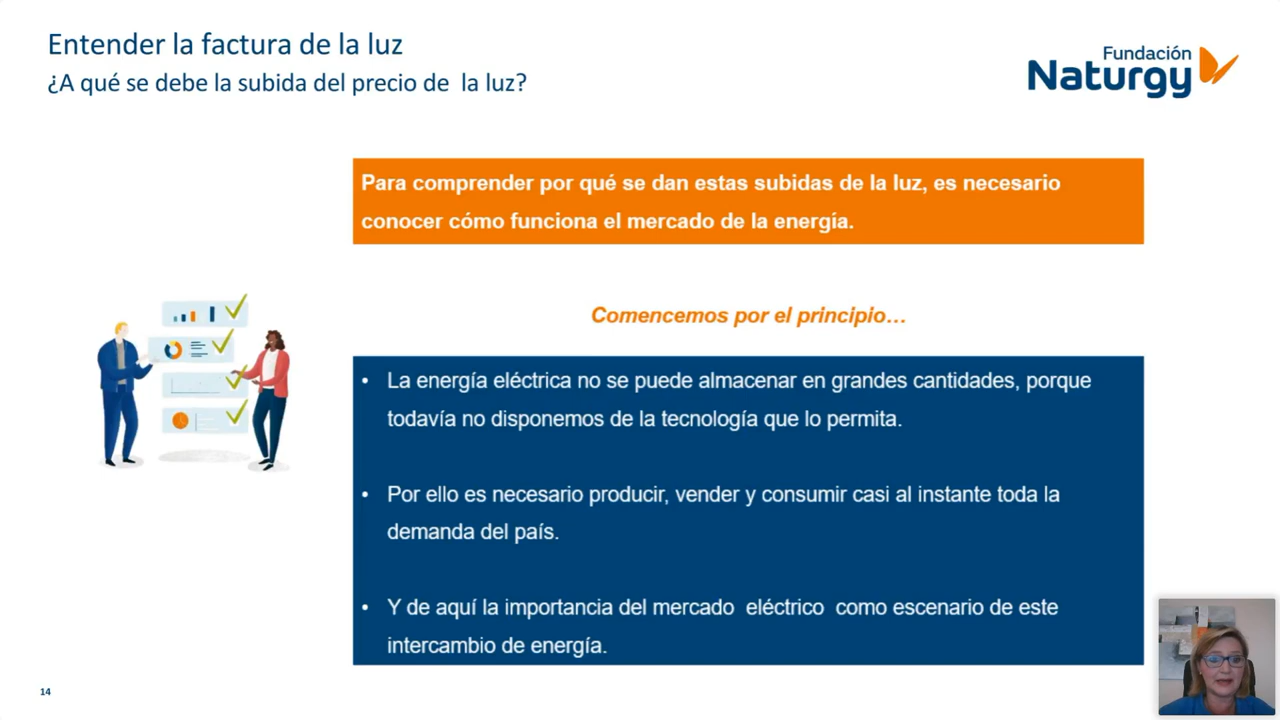 Entender la factura de la luz
¿A qué se debe la subida del precio de  la luz?
Fundación
Naturgy
Para comprender por qué se dan estas subidas de la luz, es necesario
conocer cómo funciona el mercado de la energía.
Comencemos por el principio…
• La energía eléctrica no se puede almacenar en grandes cantidades, porque
todavía no disponemos de la tecnología que lo permita.
• Por ello es necesario producir, vender y consumir casi al instante toda la
demanda del país.
• Y de aquí la importancia del mercado  eléctrico  como escenario de este
intercambio de energía.
14